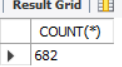 Result Grid
COUNT(*)
682